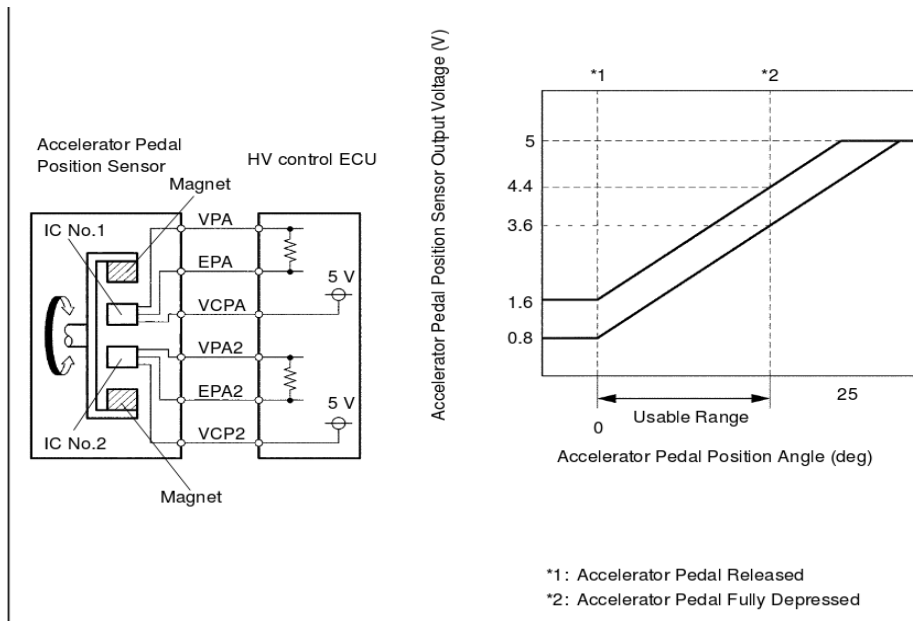 Accelerator Pedal
Position Sensor
HV control ECU
Magnet
IC No.1
VPA
EPA
VCPA
5 V
VPA2
EPA2
VCP2
5 V
IC No.2
Magnet
Accelerator Pedal Position Sensor Output Voltage (V)
*1
*2
5
4.4
3.6
1.6
0.8
25
Usable Range
0
Accelerator Pedal Position Angle (deg)
*1: Accelerator Pedal Released
*2: Accelerator Pedal Fully Depressed